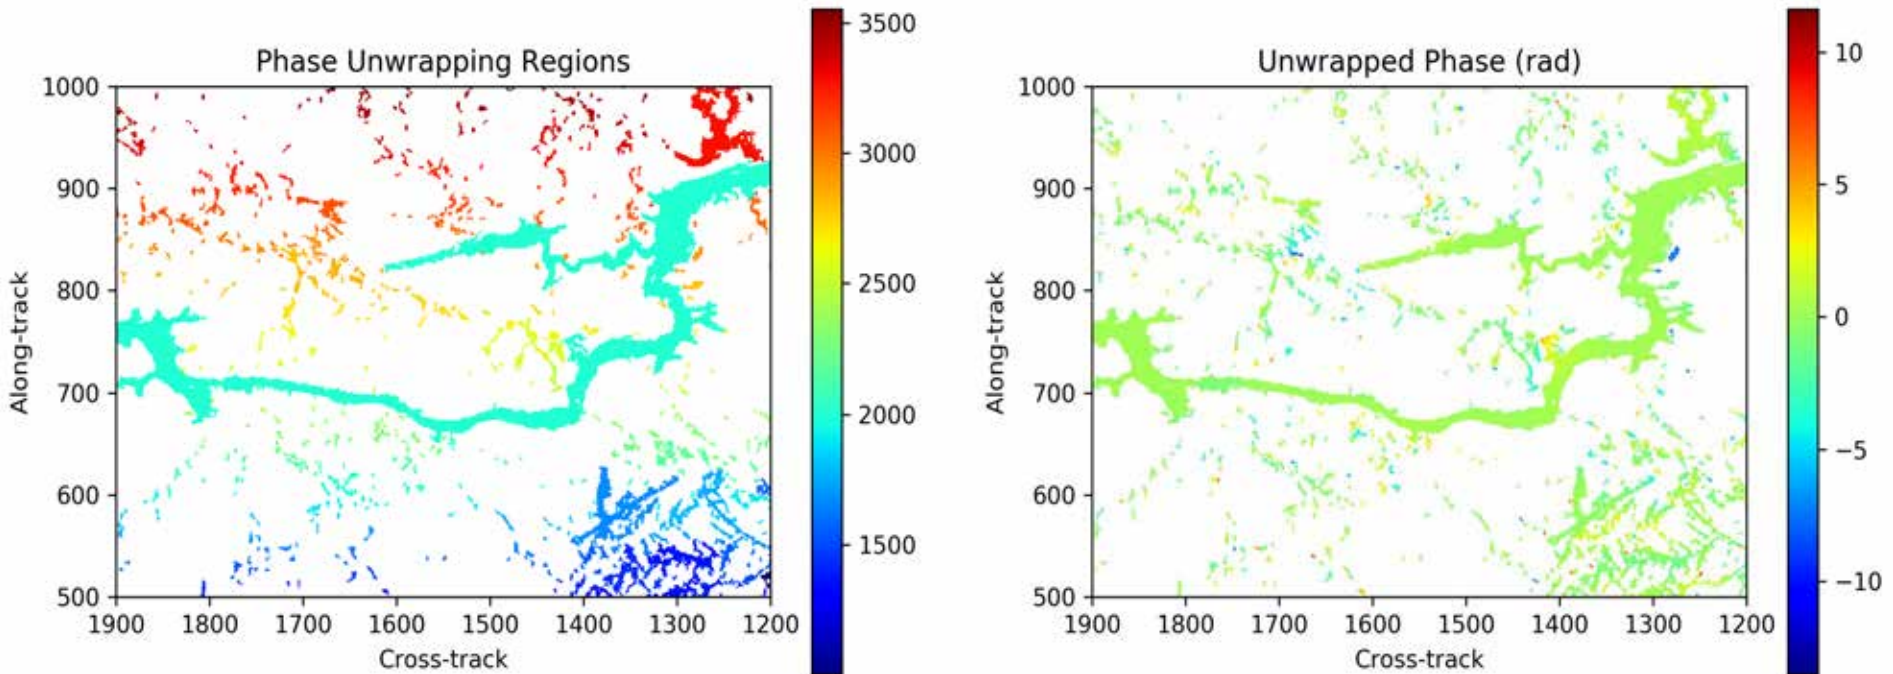 Phase Unwrapping Regions
1000
900
800
700
600
500
Along-track
1900 1800 1700 1600 1500 1400 1300 1200
Cross-track
3500
3000
2500
2000
1500
Unwrapped Phase (rad)
1000
900
800
700
600
500
Along-track
1900 1800 1700 1600 1500 1400 1300 1200
Cross-track
10
5
0
−5
−10